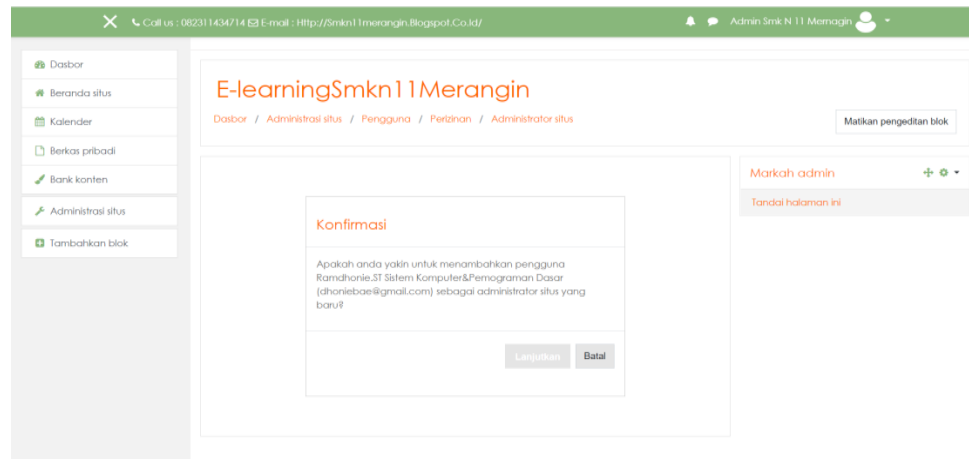 Call us : 082311434714 E-mail : Http://Smkn11merangin.Blogspot.Co.Id/
Admin Smk N 11 Memagin
Dasbor
Beranda situs
Kalender
Berkas pribadi
Bank konten
Administrasi situs
Tambahkan blok
E-learningSmkn11Merangin
Dasbor / Administrasi situs / Pengguna / Perizinan / Administrator situs
Matikan pengeditan blok
Konfirmasi
Apakah anda yakin untuk menambahkan pengguna
Ramdhonie,ST Sistem Komputer&Pemograman Dasar
(dhoniebae@gmail.com) sebagai administrator situs yang
baru?
Lanjutkan Batal
Markah admin
Tandai halaman ini